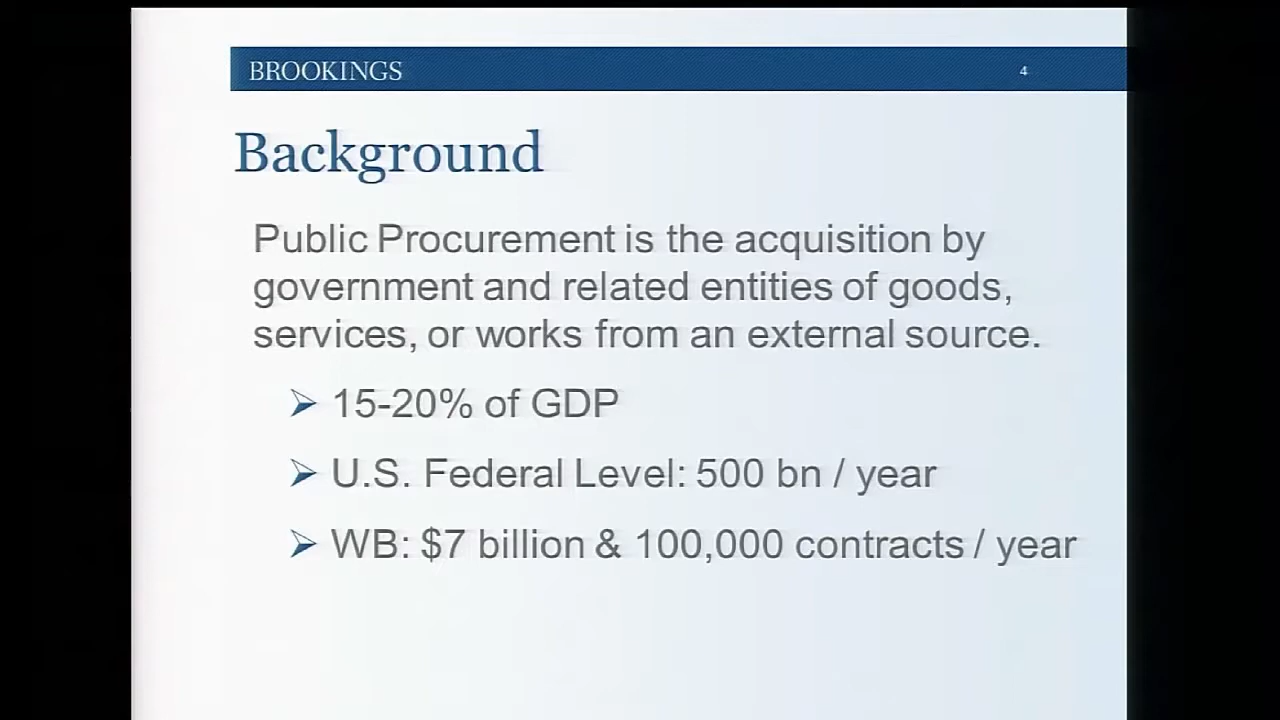 BROOKINGS 4
Background
Public Procurement is the acquisition by
government and related entities of goods,
services, or works from an external source.
15-20% of GDP
U.S. Federal Level: 500 bn / year
WB: $7 billion & 100,000 contracts / year